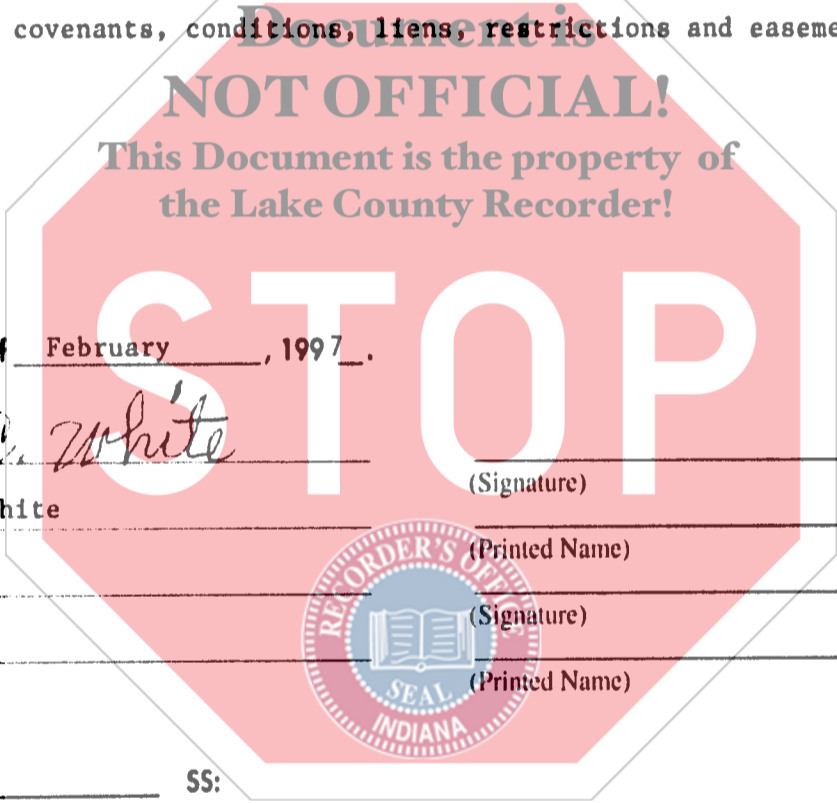 covenants, conditions, liens, restrictions and easeme
Document is
NOT OFFICIAL!
This Document is the property of
the Lake County Recorder!
STOP
February, 1997.
White
(Signature)
hite
(Printed Name)
(Signature)
(Printed Name)
RECORDER'S OFFICE
SEAL
INDIANA
SS: